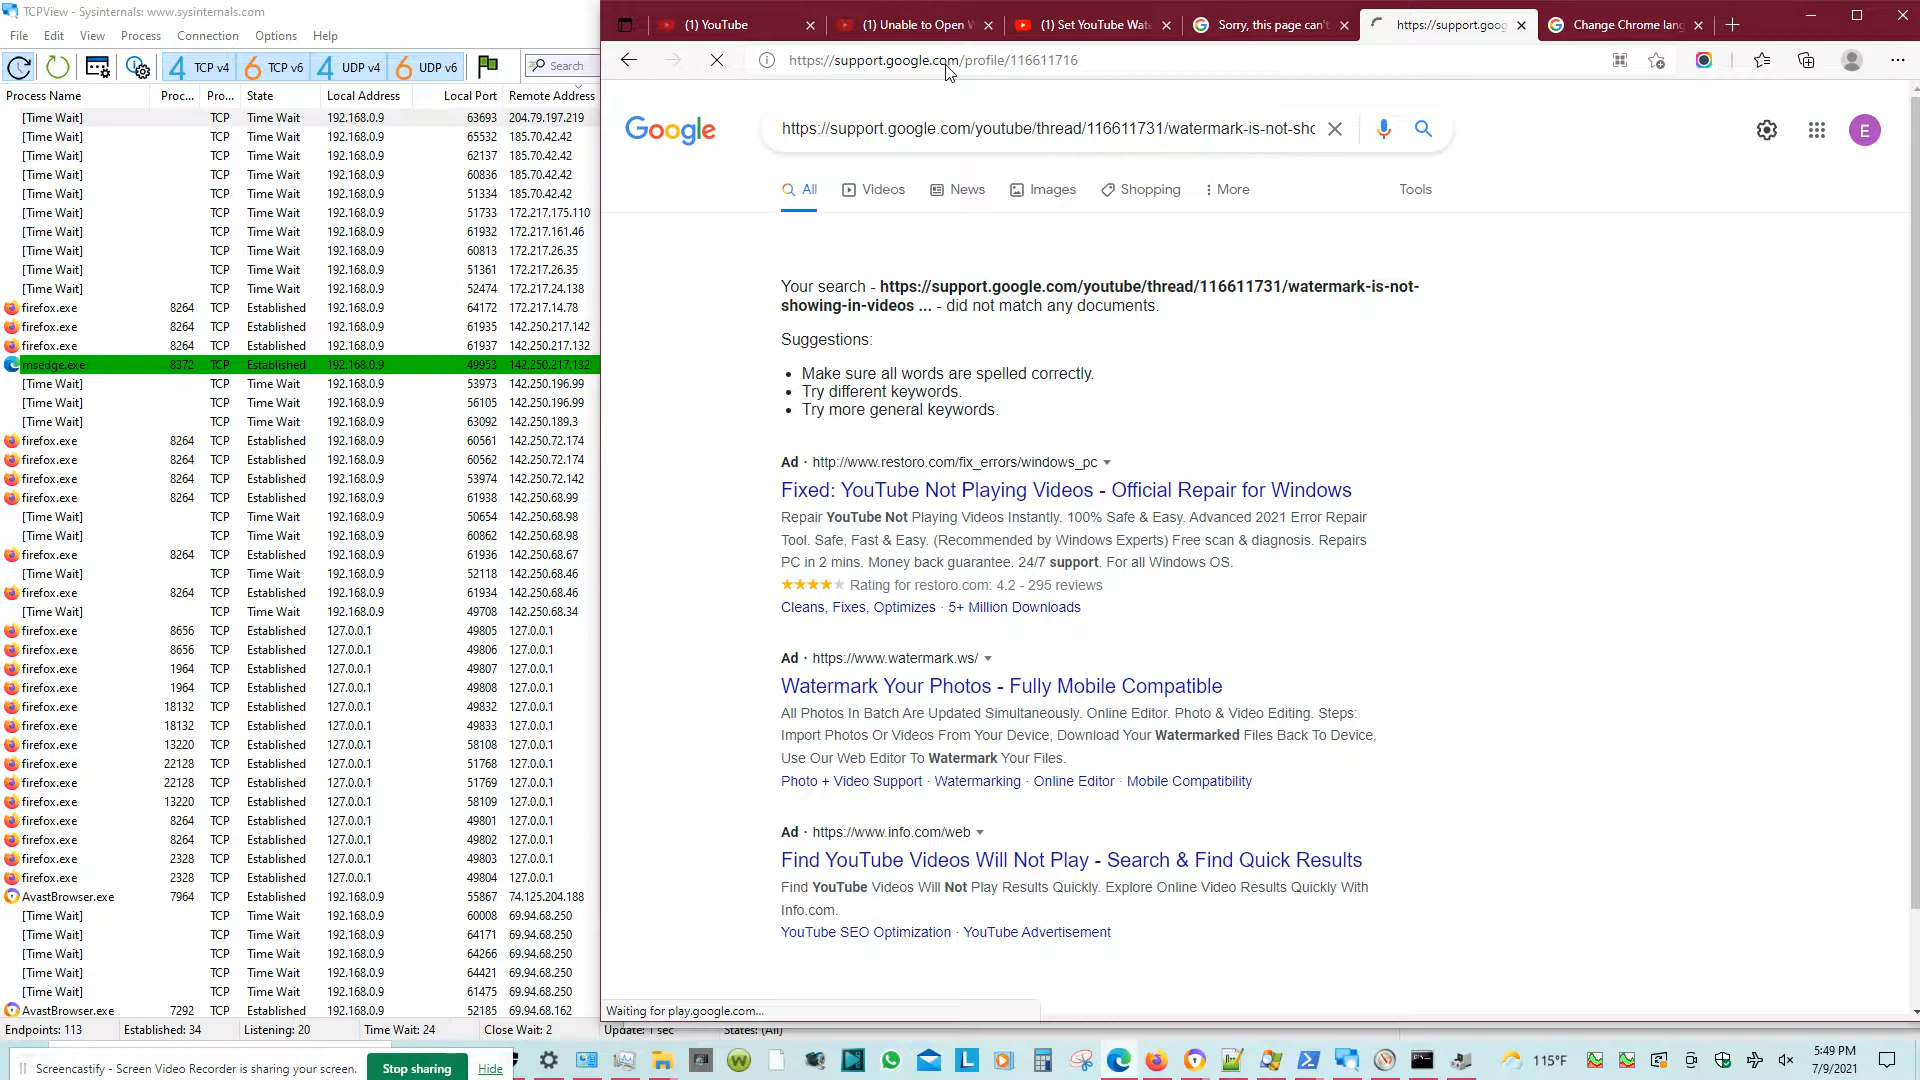 TCPView - Sysinternals: www.sysinternals.com
File Edit View Process Connection Options Help
4 TCP v4 6 TCP v6 4 UDP v4 6 UDP v6 Search
Process Name Proc... Pro... State Local Address Local Port Remote Address
[Time Wait] TCP Time Wait 192.168.0.9 63693 204.79.197.219
[Time Wait] TCP Time Wait 192.168.0.9 65532 185.70.42.42
[Time Wait] TCP Time Wait 192.168.0.9 62137 185.70.42.42
[Time Wait] TCP Time Wait 192.168.0.9 60836 185.70.42.42
[Time Wait] TCP Time Wait 192.168.0.9 51334 185.70.42.42
[Time Wait] TCP Time Wait 192.168.0.9 51733 172.217.175.110
[Time Wait] TCP Time Wait 192.168.0.9 61932 172.217.161.46
[Time Wait] TCP Time Wait 192.168.0.9 60813 172.217.26.35
[Time Wait] TCP Time Wait 192.168.0.9 51361 172.217.26.35
[Time Wait] TCP Time Wait 192.168.0.9 52474 172.217.24.138
firefox.exe 8264 TCP Established 192.168.0.9 64172 172.217.14.78
firefox.exe 8264 TCP Established 192.168.0.9 61935 142.250.217.142
firefox.exe 8264 TCP Established 192.168.0.9 61937 142.250.217.132
msedge.exe 8372 TCP Established 192.168.0.9 49953 142.250.217.132
[Time Wait] TCP Time Wait 192.168.0.9 53973 142.250.196.99
[Time Wait] TCP Time Wait 192.168.0.9 56105 142.250.196.99
[Time Wait] TCP Time Wait 192.168.0.9 63092 142.250.189.3
firefox.exe 8264 TCP Established 192.168.0.9 60561 142.250.72.174
firefox.exe 8264 TCP Established 192.168.0.9 60562 142.250.72.174
firefox.exe 8264 TCP Established 192.168.0.9 53974 142.250.72.142
firefox.exe 8264 TCP Established 192.168.0.9 61938 142.250.68.99
[Time Wait] TCP Time Wait 192.168.0.9 50654 142.250.68.98
[Time Wait] TCP Time Wait 192.168.0.9 60862 142.250.68.98
firefox.exe 8264 TCP Established 192.168.0.9 61936 142.250.68.67
[Time Wait] TCP Time Wait 192.168.0.9 52118 142.250.68.46
firefox.exe 8264 TCP Established 192.168.0.9 61934 142.250.68.46
[Time Wait] TCP Time Wait 192.168.0.9 49708 142.250.68.34
firefox.exe 8656 TCP Established 127.0.0.1 49805 127.0.0.1
firefox.exe 8656 TCP Established 127.0.0.1 49806 127.0.0.1
firefox.exe 1964 TCP Established 127.0.0.1 49807 127.0.0.1
firefox.exe 1964 TCP Established 127.0.0.1 49808 127.0.0.1
firefox.exe 18132 TCP Established 127.0.0.1 49832 127.0.0.1
firefox.exe 18132 TCP Established 127.0.0.1 49833 127.0.0.1
firefox.exe 13220 TCP Established 127.0.0.1 58108 127.0.0.1
firefox.exe 22128 TCP Established 127.0.0.1 51768 127.0.0.1
firefox.exe 22128 TCP Established 127.0.0.1 51769 127.0.0.1
firefox.exe 13220 TCP Established 127.0.0.1 58109 127.0.0.1
firefox.exe 8264 TCP Established 127.0.0.1 49801 127.0.0.1
firefox.exe 8264 TCP Established 127.0.0.1 49802 127.0.0.1
firefox.exe 2328 TCP Established 127.0.0.1 49803 127.0.0.1
firefox.exe 2328 TCP Established 127.0.0.1 49804 127.0.0.1
AvastBrowser.exe 7964 TCP Established 192.168.0.9 55867 74.125.204.188
[Time Wait] TCP Time Wait 192.168.0.9 60008 69.94.68.250
[Time Wait] TCP Time Wait 192.168.0.9 64171 69.94.68.250
[Time Wait] TCP Time Wait 192.168.0.9 64266 69.94.68.250
[Time Wait] TCP Time Wait 192.168.0.9 64421 69.94.68.250
[Time Wait] TCP Time Wait 192.168.0.9 61475 69.94.68.250
AvastBrowser.exe 7292 TCP Established 192.168.0.9 52185 69.94.68.162
Endpoints: 113 Established: 34 Listening: 20 Time Wait: 24 Close Wait: 2 Update: 1 sec States: (All)
(1) YouTube (1) Unable to Open W (1) Set YouTube Wate Sorry, this page can't https://support.goog Change Chrome lang
https://support.google.com/profile/116611716
Google
https://support.google.com/youtube/thread/116611731/watermark-is-not-sho
E
All Videos News Images Shopping More Tools
Your search - https://support.google.com/youtube/thread/116611731/watermark-is-not-
showing-in-videos ... - did not match any documents.
Suggestions:
• Make sure all words are spelled correctly.
• Try different keywords.
• Try more general keywords.
Ad · http://www.restoro.com/fix_errors/windows_pc
Fixed: YouTube Not Playing Videos - Official Repair for Windows
Repair YouTube Not Playing Videos Instantly. 100% Safe & Easy. Advanced 2021 Error Repair
Tool. Safe, Fast & Easy. (Recommended by Windows Experts) Free scan & diagnosis. Repairs
PC in 2 mins. Money back guarantee. 24/7 support. For all Windows OS.
Rating for restoro.com: 4.2 - 295 reviews
Cleans, Fixes, Optimizes · 5+ Million Downloads
Ad · https://www.watermark.ws/
Watermark Your Photos - Fully Mobile Compatible
All Photos In Batch Are Updated Simultaneously. Online Editor. Photo & Video Editing. Steps:
Import Photos Or Videos From Your Device, Download Your Watermarked Files Back To Device,
Use Our Web Editor To Watermark Your Files.
Photo + Video Support · Watermarking · Online Editor · Mobile Compatibility
Ad · https://www.info.com/web
Find YouTube Videos Will Not Play - Search & Find Quick Results
Find YouTube Videos Will Not Play Results Quickly. Explore Online Video Results Quickly With
Info.com.
YouTube SEO Optimization · YouTube Advertisement
Waiting for play.google.com...
Screencastify - Screen Video Recorder is sharing your screen. Stop sharing Hide
115°F
5:49 PM
7/9/2021